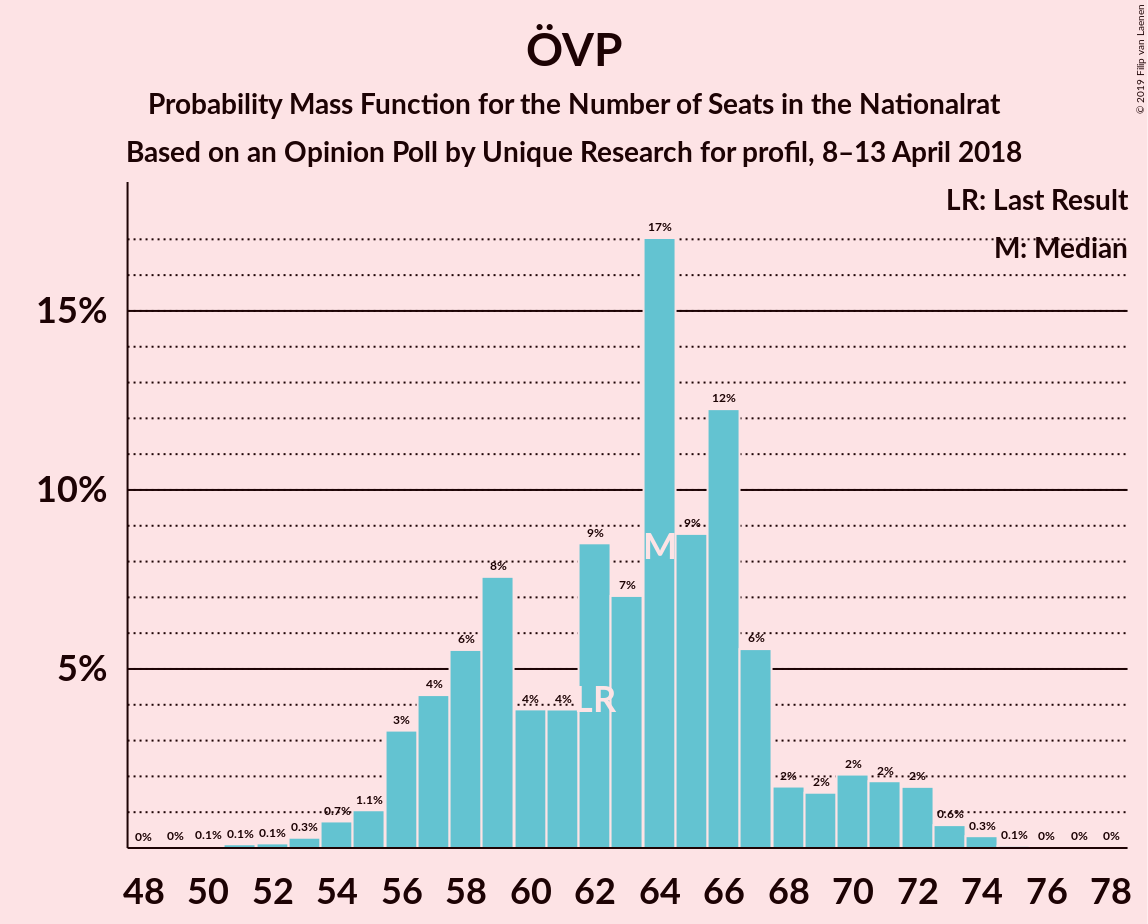 ÖVP
Probability Mass Function for the Number of Seats in the Nationalrat
Based on an Opinion Poll by Unique Research for profil, 8–13 April 2018
© 2019 Filip van Laenen
LR: Last Result
M: Median
15%
10%
5%
0% 0% 0.1% 0.1% 0.1% 0.3% 0.7% 1.1% 3% 4% 6% 8% 4% 4% 9% 7% 17% 9% 12% 6% 2% 2% 2% 2% 2% 0.6% 0.3% 0.1% 0% 0% 0%
LR
M
48 50 52 54 56 58 60 62 64 66 68 70 72 74 76 78